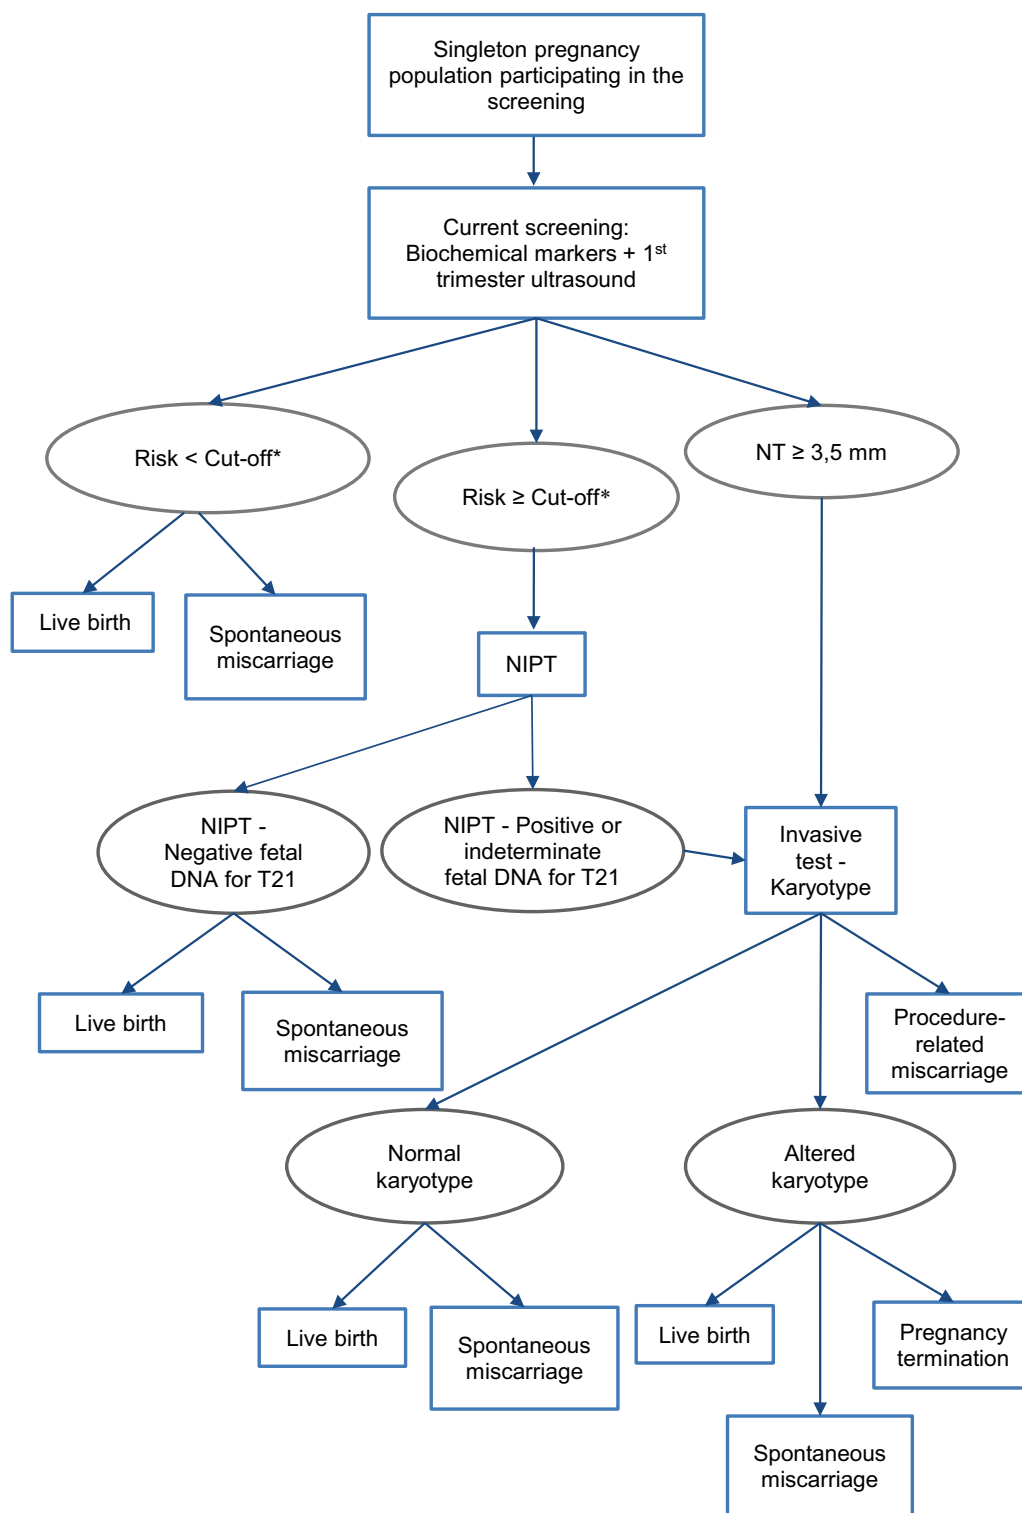 Singleton pregnancy
population participating in the
screening
Current screening:
Biochemical markers + 1st
trimester ultrasound
Risk < Cut-off*
Risk ≥ Cut-off*
NT ≥ 3,5 mm
Live birth
Spontaneous
miscarriage
NIPT
NIPT -
Negative fetal
DNA for T21
NIPT - Positive or
indeterminate
fetal DNA for T21
Invasive
test -
Karyotype
Live birth
Spontaneous
miscarriage
Procedure-
related
miscarriage
Normal
karyotype
Altered
karyotype
Live birth
Spontaneous
miscarriage
Live birth
Pregnancy
termination
Spontaneous
miscarriage